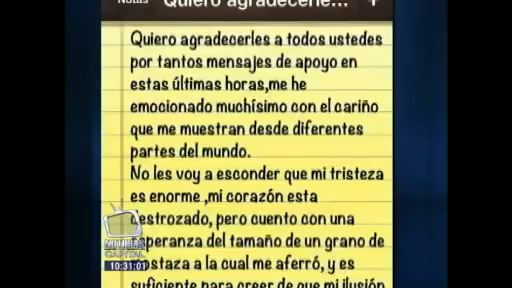 Notas
Quiero agradecerle...
+
Quiero agradecerles a todos ustedes
por tantos mensajes de apoyo en
estas últimas horas,me he
emocionado muchísimo con el cariño
que me muestran desde diferentes
partes del mundo.
No les voy a esconder que mi tristeza
es enorme ,mi corazón esta
destrozado, pero cuento con una
esperanza del tamaño de un grano de
mostaza a la cual me aferró, y es
suficiente para creer de que mi ilusión
CAPITAL
10:31:01